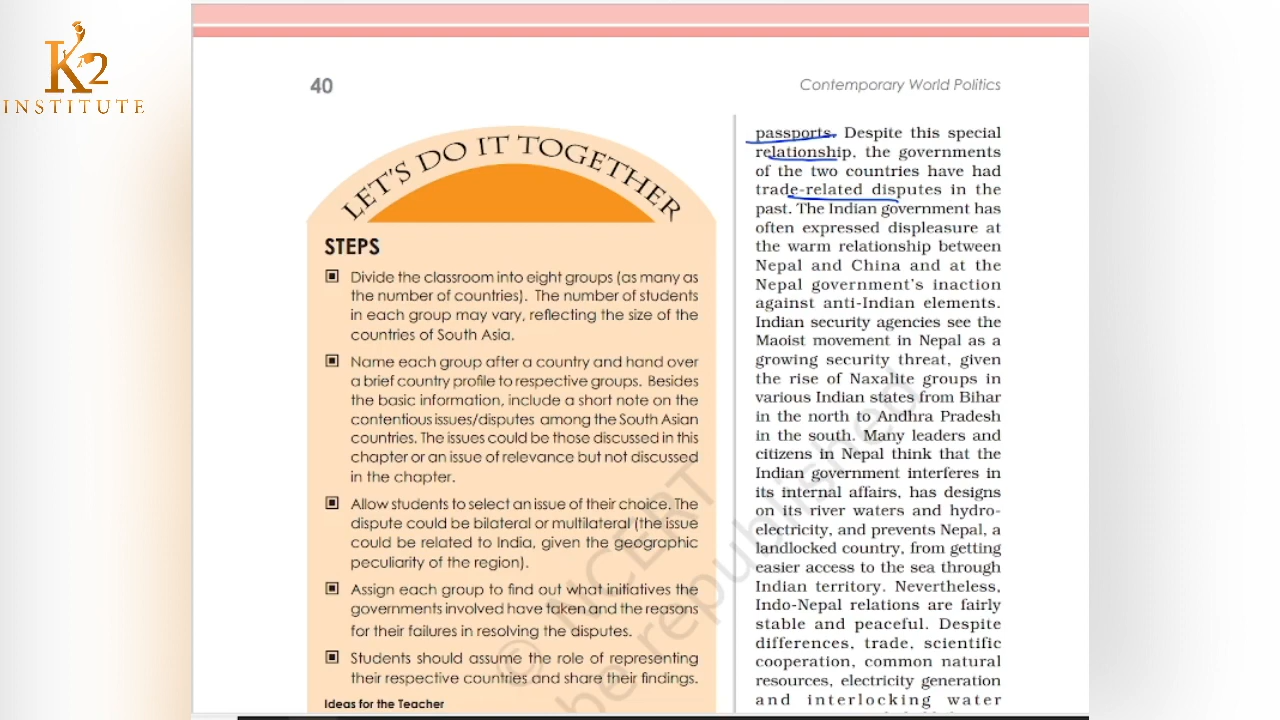 K2
INSTITUTE
40
Contemporary World Politics
LET'S DO IT TOGETHER
STEPS
Divide the classroom into eight groups (as many as
the number of countries). The number of students
in each group may vary, reflecting the size of the
countries of South Asia.
Name each group after a country and hand over
a brief country profile to respective groups. Besides
the basic information, include a short note on the
contentious issues/disputes among the South Asian
countries. The issues could be those discussed in this
chapter or an issue of relevance but not discussed
in the chapter.
Allow students to select an issue of their choice. The
dispute could be bilateral or multilateral (the issue
could be related to India, given the geographic
peculiarity of the region).
Assign each group to find out what initiatives the
governments involved have taken and the reasons
for their failures in resolving the disputes.
Students should assume the role of representing
their respective countries and share their findings.
Ideas for the Teacher
passports. Despite this special
relationship, the governments
of the two countries have had
trade-related disputes in the
past. The Indian government has
often expressed displeasure at
the warm relationship between
Nepal and China and at the
Nepal government's inaction
against anti-Indian elements.
Indian security agencies see the
Maoist movement in Nepal as a
growing security threat, given
the rise of Naxalite groups in
various Indian states from Bihar
in the north to Andhra Pradesh
in the south. Many leaders and
citizens in Nepal think that the
Indian government interferes in
its internal affairs, has designs
on its river waters and hydro-
electricity, and prevents Nepal, a
landlocked country, from getting
easier access to the sea through
Indian territory. Nevertheless,
Indo-Nepal relations are fairly
stable and peaceful. Despite
differences, trade, scientific
cooperation, common natural
resources, electricity generation
and interlocking water
© NCERT
be republished